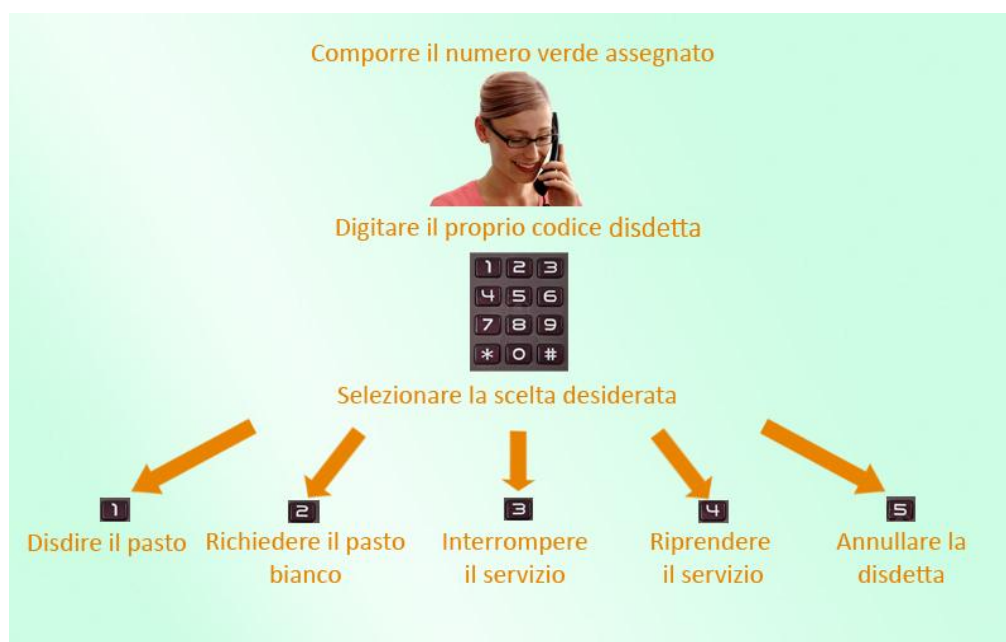 Comporre il numero verde assegnato
Digitare il proprio codice disdetta
1 2 3
4 5 6
7 8 9
* 0 #
Selezionare la scelta desiderata
1
Disdire il pasto
2
Richiedere il pasto
bianco
3
Interrompere
il servizio
4
Riprendere
il servizio
5
Annullare la
disdetta